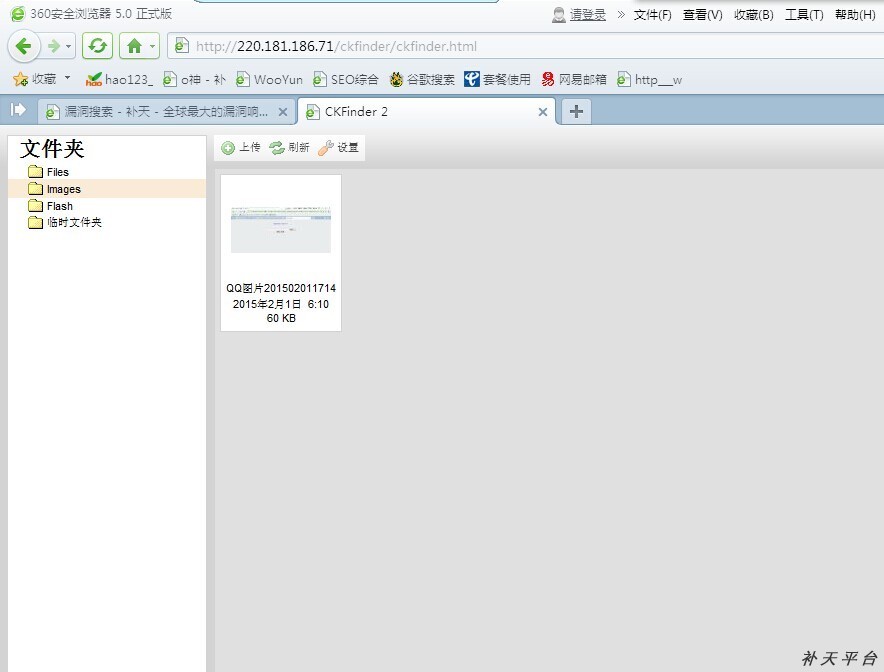 360安全浏览器 5.0 正式版
请登录 » 文件(F) 查看(V) 收藏(B) 工具(T) 帮助(H)
http://220.181.186.71/ckfinder/ckfinder.html
收藏 hao123_ o神 - 补 WooYun SEO综合 谷歌搜索 套餐使用 网易邮箱 http___w
漏洞搜索 - 补天 - 全球最大的漏洞响... CKFinder 2
文件夹
上传 刷新 设置
Files
Images
Flash
临时文件夹
QQ图片201502011714
2015年2月1日 6:10
60 KB
补天平台